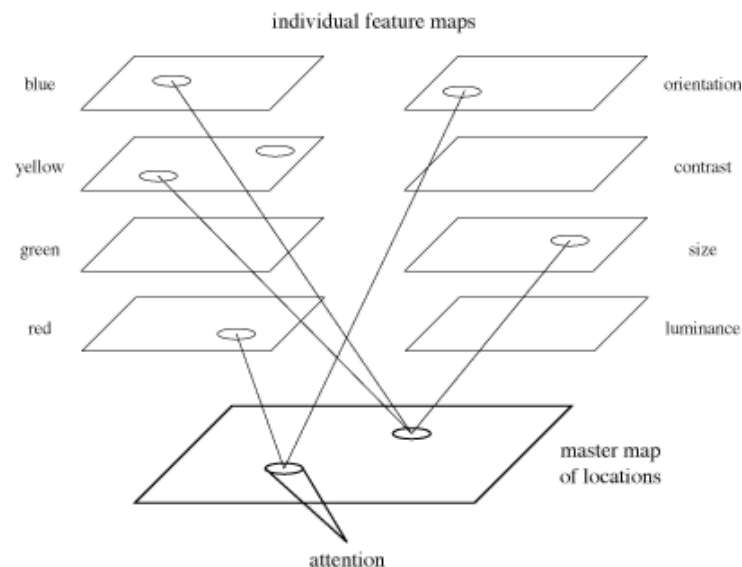 individual feature maps
blue
orientation
yellow
contrast
green
size
red
luminance
master map
of locations
attention